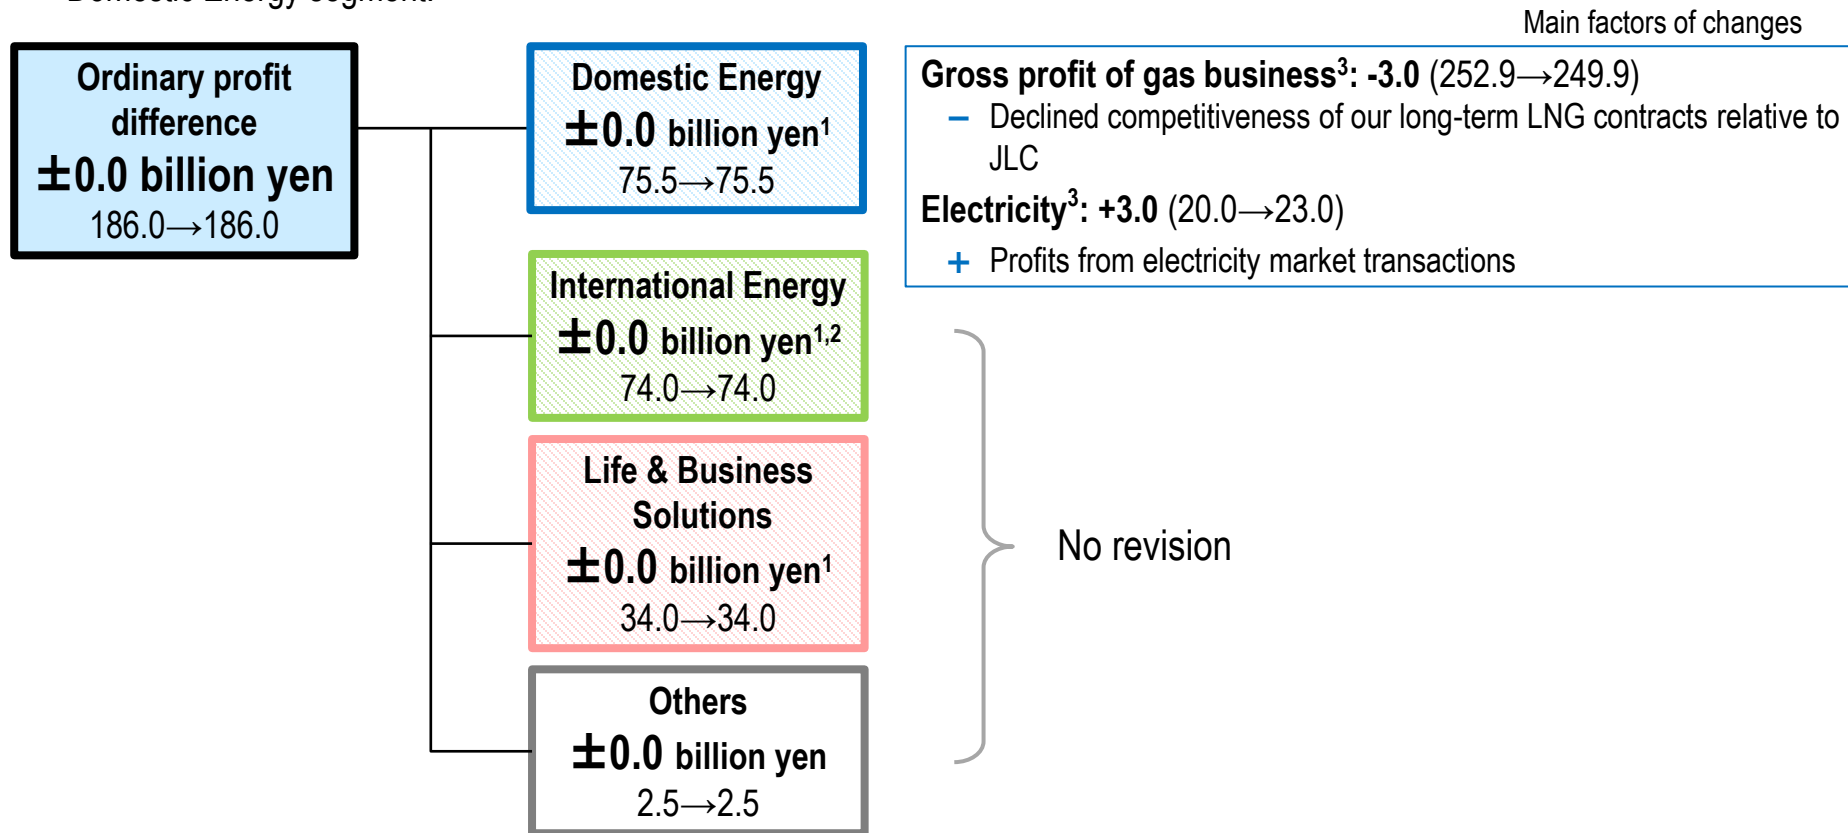 Domestic Energy segment.
Main factors of changes
Ordinary profit
difference
±0.0 billion yen
186.0→186.0
Domestic Energy
±0.0 billion yen1
75.5→75.5
Gross profit of gas business3: -3.0 (252.9→249.9)
− Declined competitiveness of our long-term LNG contracts relative to
JLC
Electricity3: +3.0 (20.0→23.0)
+ Profits from electricity market transactions
International Energy
±0.0 billion yen1,2
74.0→74.0
Life & Business
Solutions
±0.0 billion yen1
34.0→34.0
No revision
Others
±0.0 billion yen
2.5→2.5